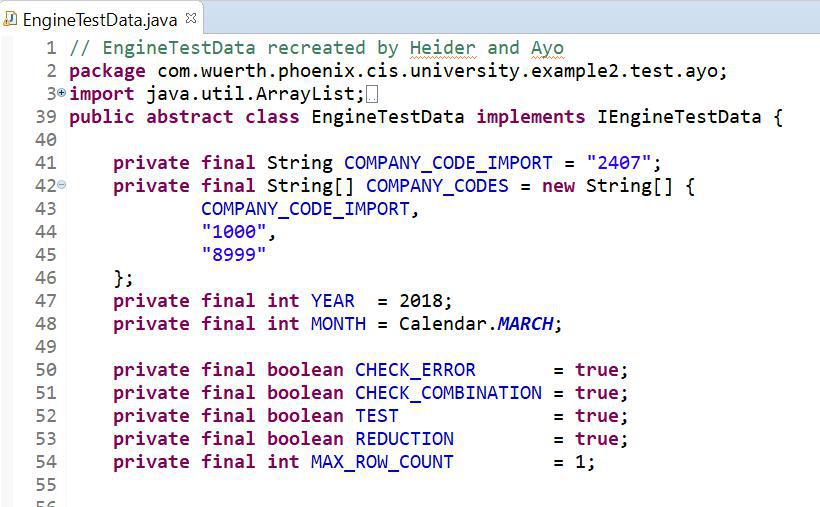 EngineTestData.java
1 // EngineTestData recreated by Heider and Ayo
2 package com.wuerth.phoenix.cis.university.example2.test.ayo;
3 import java.util.ArrayList;
39 public abstract class EngineTestData implements IEngineTestData {
40
41 private final String COMPANY_CODE_IMPORT = "2407";
42 private final String[] COMPANY_CODES = new String[] {
43 COMPANY_CODE_IMPORT,
44 "1000",
45 "8999"
46 };
47 private final int YEAR = 2018;
48 private final int MONTH = Calendar.MARCH;
49
50 private final boolean CHECK_ERROR = true;
51 private final boolean CHECK_COMBINATION = true;
52 private final boolean TEST = true;
53 private final boolean REDUCTION = true;
54 private final int MAX_ROW_COUNT = 1;
55